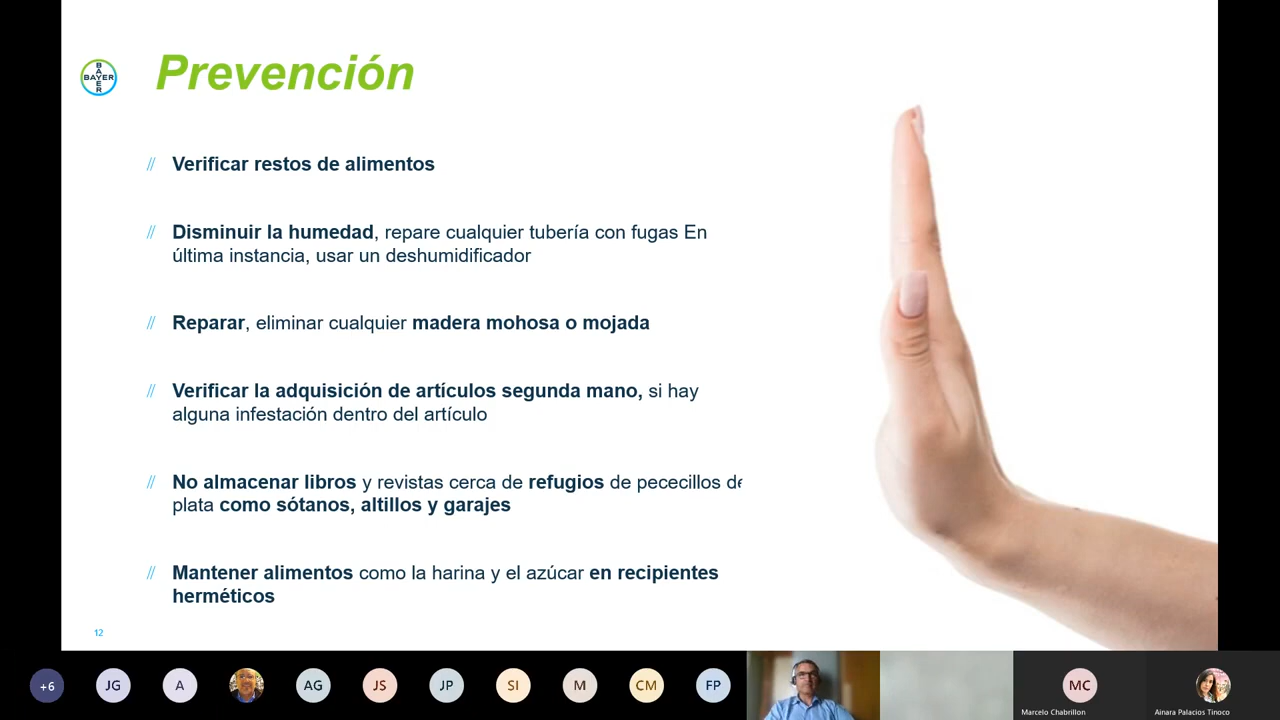 BAYER
BAYER
Prevención
// Verificar restos de alimentos
// Disminuir la humedad, repare cualquier tubería con fugas En
última instancia, usar un deshumidificador
// Reparar, eliminar cualquier madera mohosa o mojada
// Verificar la adquisición de artículos segunda mano, si hay
alguna infestación dentro del artículo
// No almacenar libros y revistas cerca de refugios de pececillos de
plata como sótanos, altillos y garajes
// Mantener alimentos como la harina y el azúcar en recipientes
herméticos
12
+6 JG A AG JS JP SI M CM FP MC
Marcelo Chabrillon Ainara Palacios Tinoco